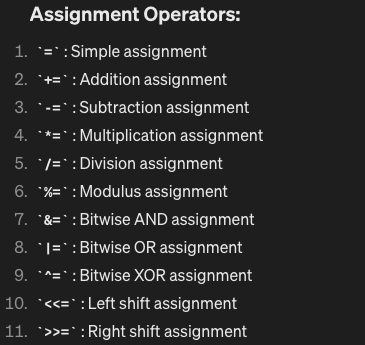 Assignment Operators:
1. `=` : Simple assignment
2. `+=` : Addition assignment
3. `-=` : Subtraction assignment
4. `*=` : Multiplication assignment
5. `/=` : Division assignment
6. `%=` : Modulus assignment
7. `&=` : Bitwise AND assignment
8. `|=` : Bitwise OR assignment
9. `^=` : Bitwise XOR assignment
10. `<<=` : Left shift assignment
11. `>>=` : Right shift assignment